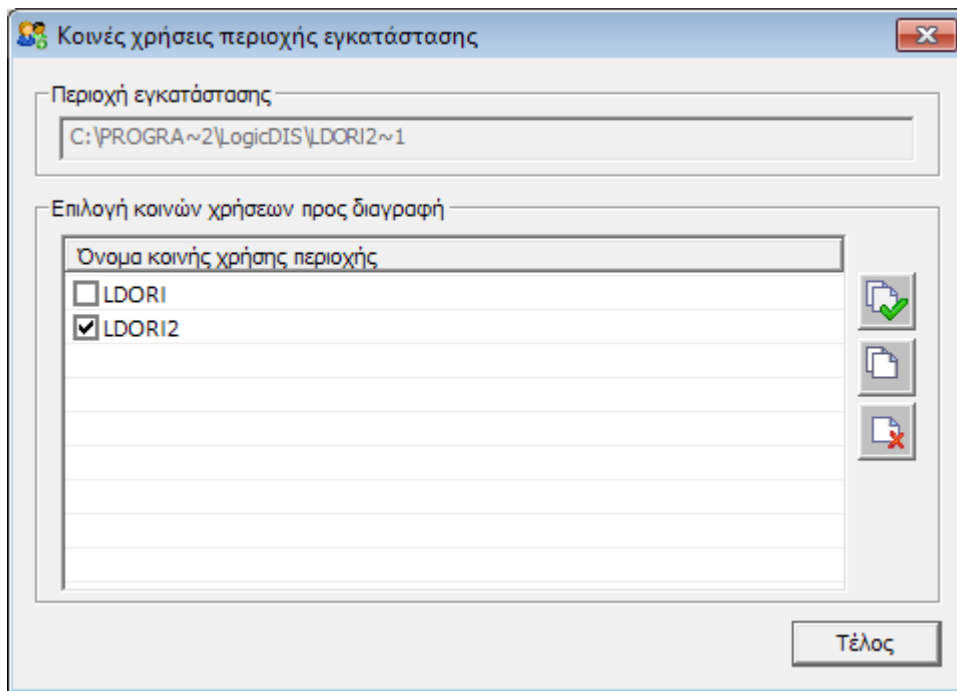 Κοινές χρήσεις περιοχής εγκατάστασης
Περιοχή εγκατάστασης
C:\PROGRA~2\LogicDIS\LDORI2~1
Επιλογή κοινών χρήσεων προς διαγραφή
Όνομα κοινής χρήσης περιοχής
LDORI
LDORI2
Τέλος